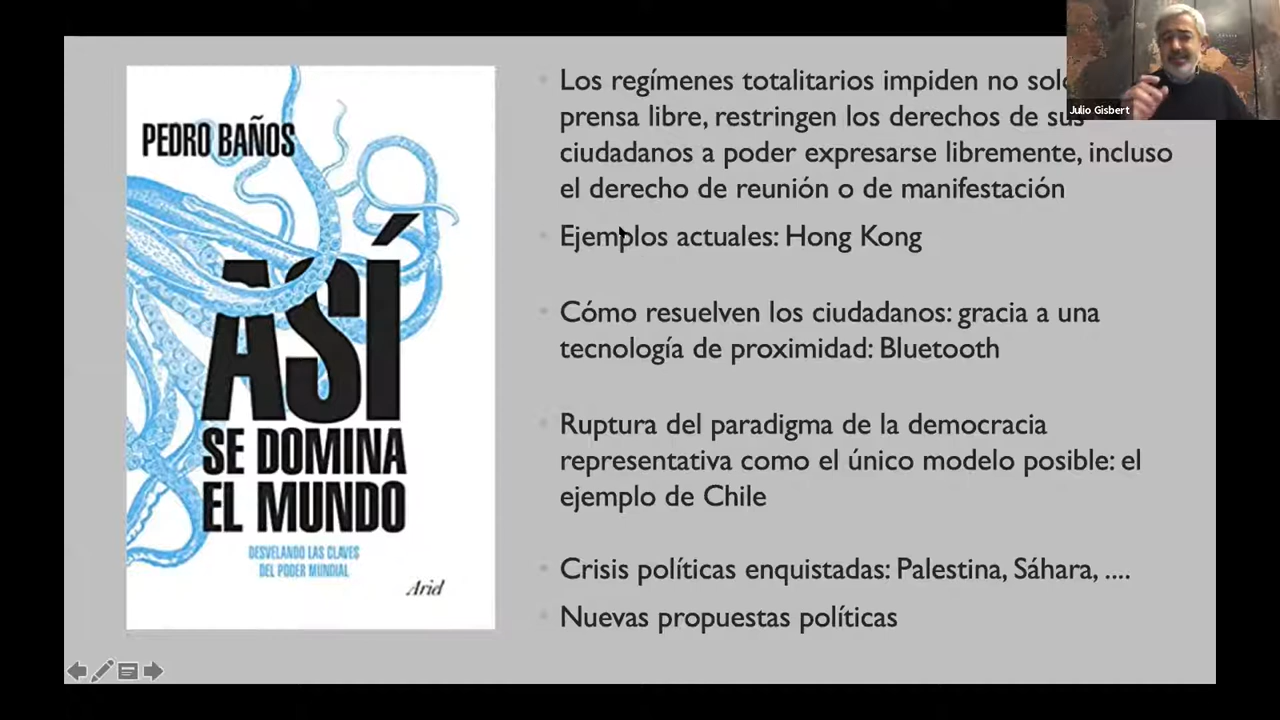 PEDRO BAÑOS
ASÍ
SE DOMINA
EL MUNDO
DESVELANDO LAS CLAVES
DEL PODER MUNDIAL
Ariel
Los regímenes totalitarios impiden no solo
prensa libre, restringen los derechos de sus
ciudadanos a poder expresarse libremente, incluso
el derecho de reunión o de manifestación
Ejemplos actuales: Hong Kong
Cómo resuelven los ciudadanos: gracia a una
tecnología de proximidad: Bluetooth
Ruptura del paradigma de la democracia
representativa como el único modelo posible: el
ejemplo de Chile
Crisis políticas enquistadas: Palestina, Sáhara, ....
Nuevas propuestas políticas
Julio Gisbert